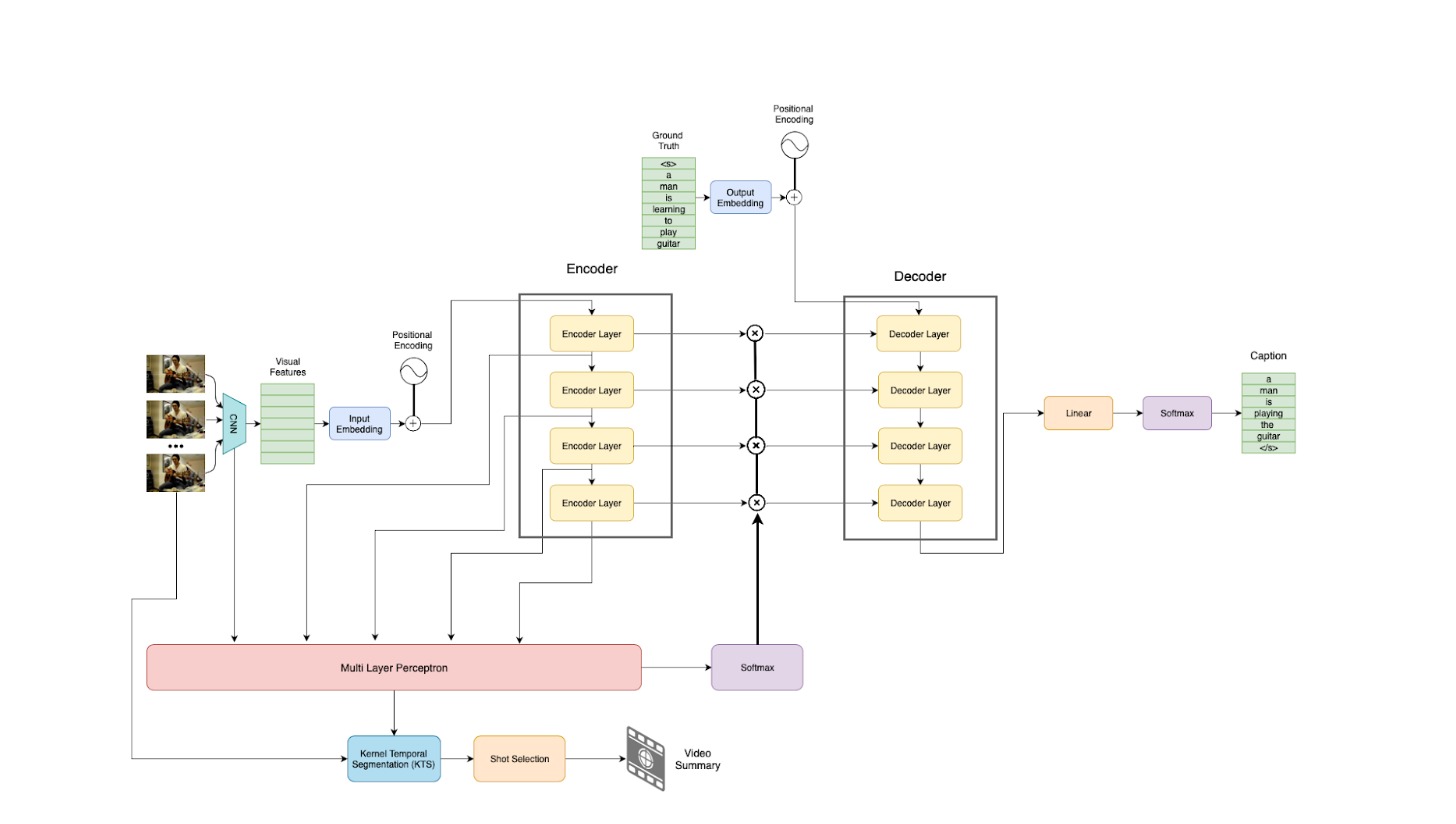 Positional
Encoding
Ground
Truth
<s>
a
man
is
learning
to
play
guitar
Output
Embedding
Encoder
Decoder
Positional
Encoding
Visual
Features
CNN
Input
Embedding
Encoder Layer
Encoder Layer
Encoder Layer
Encoder Layer
Decoder Layer
Decoder Layer
Decoder Layer
Decoder Layer
Linear
Softmax
Caption
a
man
is
playing
the
guitar
</s>
Multi Layer Perceptron
Softmax
Kernel Temporal
Segmentation (KTS)
Shot Selection
Video
Summary